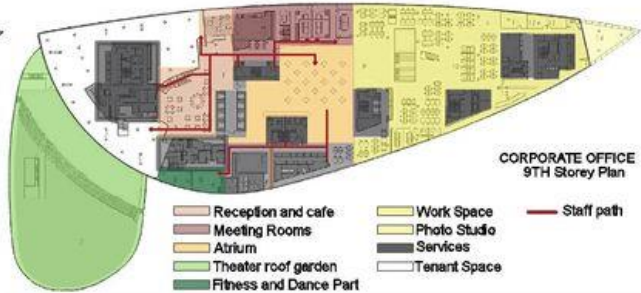 CORPORATE OFFICE
9TH Storey Plan
Reception and cafe
Meeting Rooms
Atrium
Theater roof garden
Fitness and Dance Part
Work Space
Photo Studio
Services
Tenant Space
Staff path